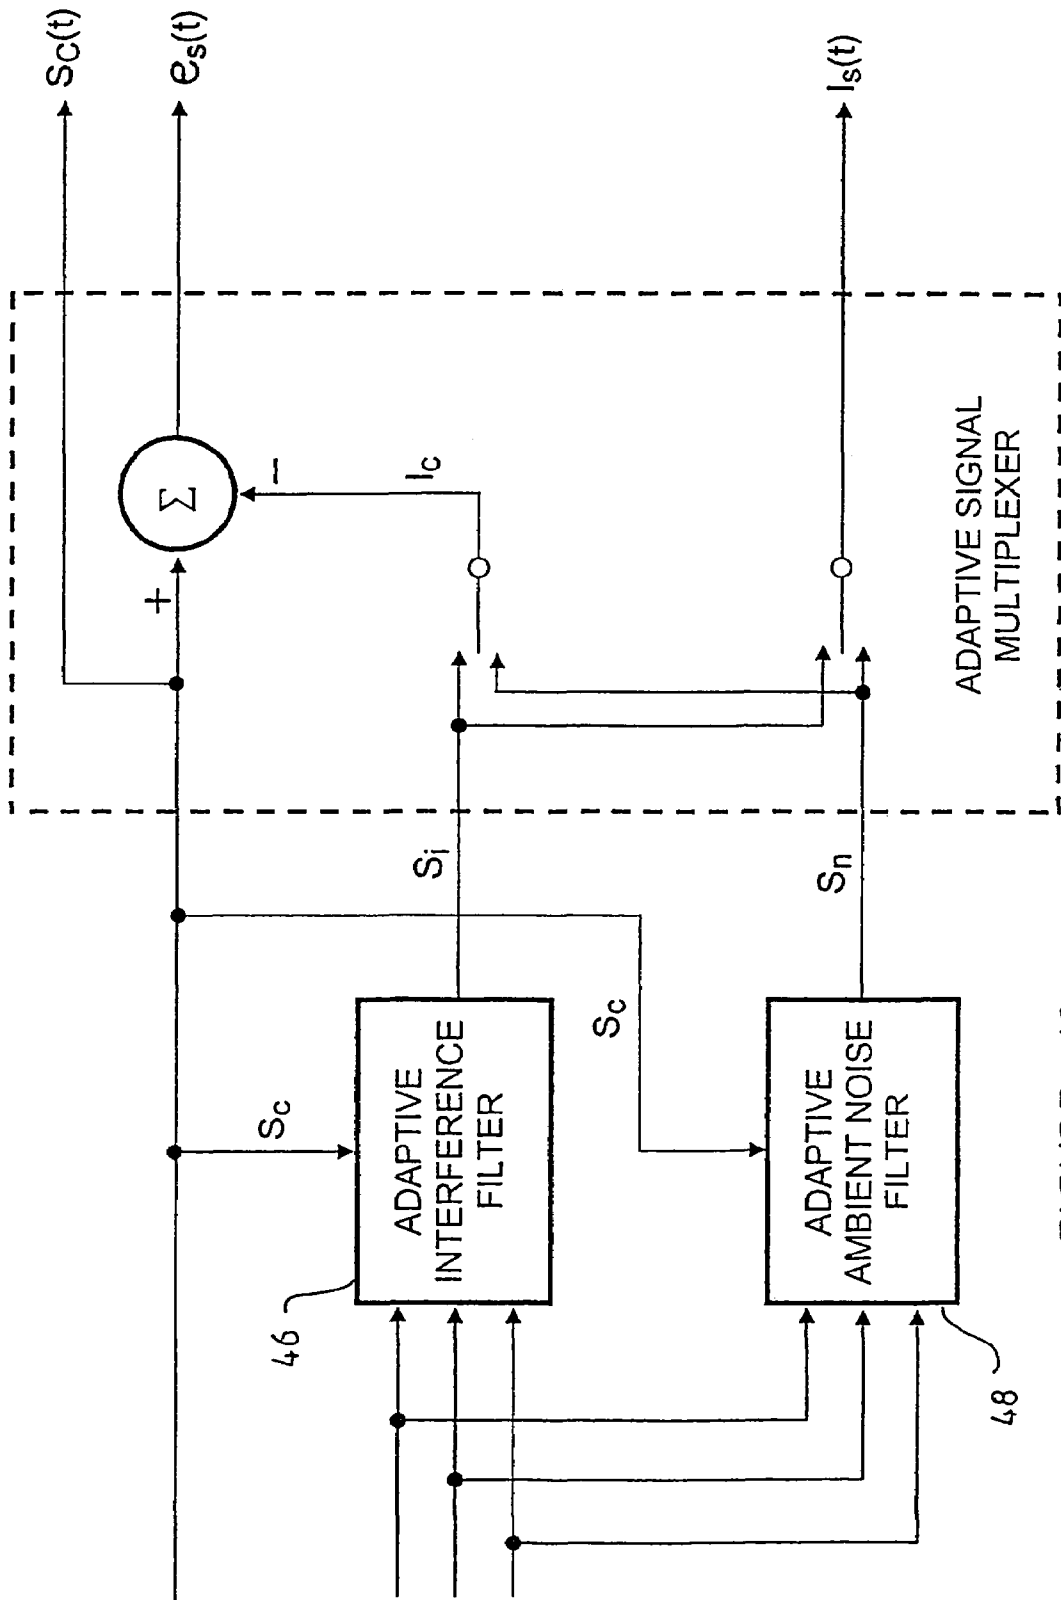 Sc(t)
es(t)
Is(t)
Σ
+
−
Ic
ADAPTIVE SIGNAL
MULTIPLEXER
Si
Sn
Sc
Sc
ADAPTIVE
INTERFERENCE
FILTER
46
ADAPTIVE
AMBIENT NOISE
FILTER
48